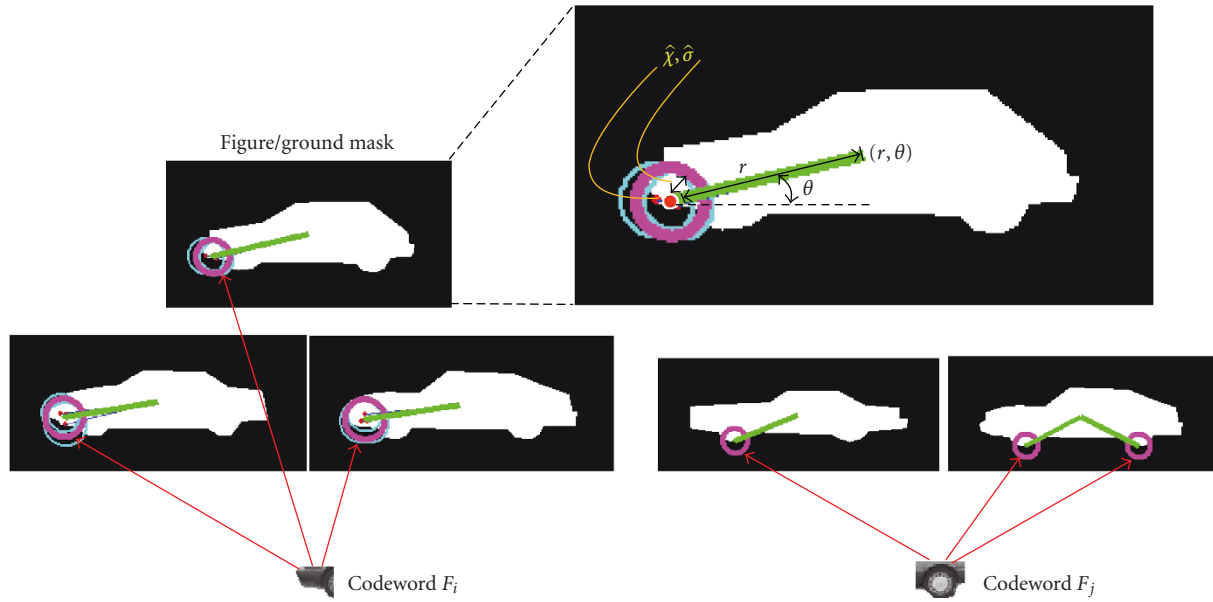 χ̂, σ̂
Figure/ground mask
r
(r, θ)
θ
Codeword F_i
Codeword F_j